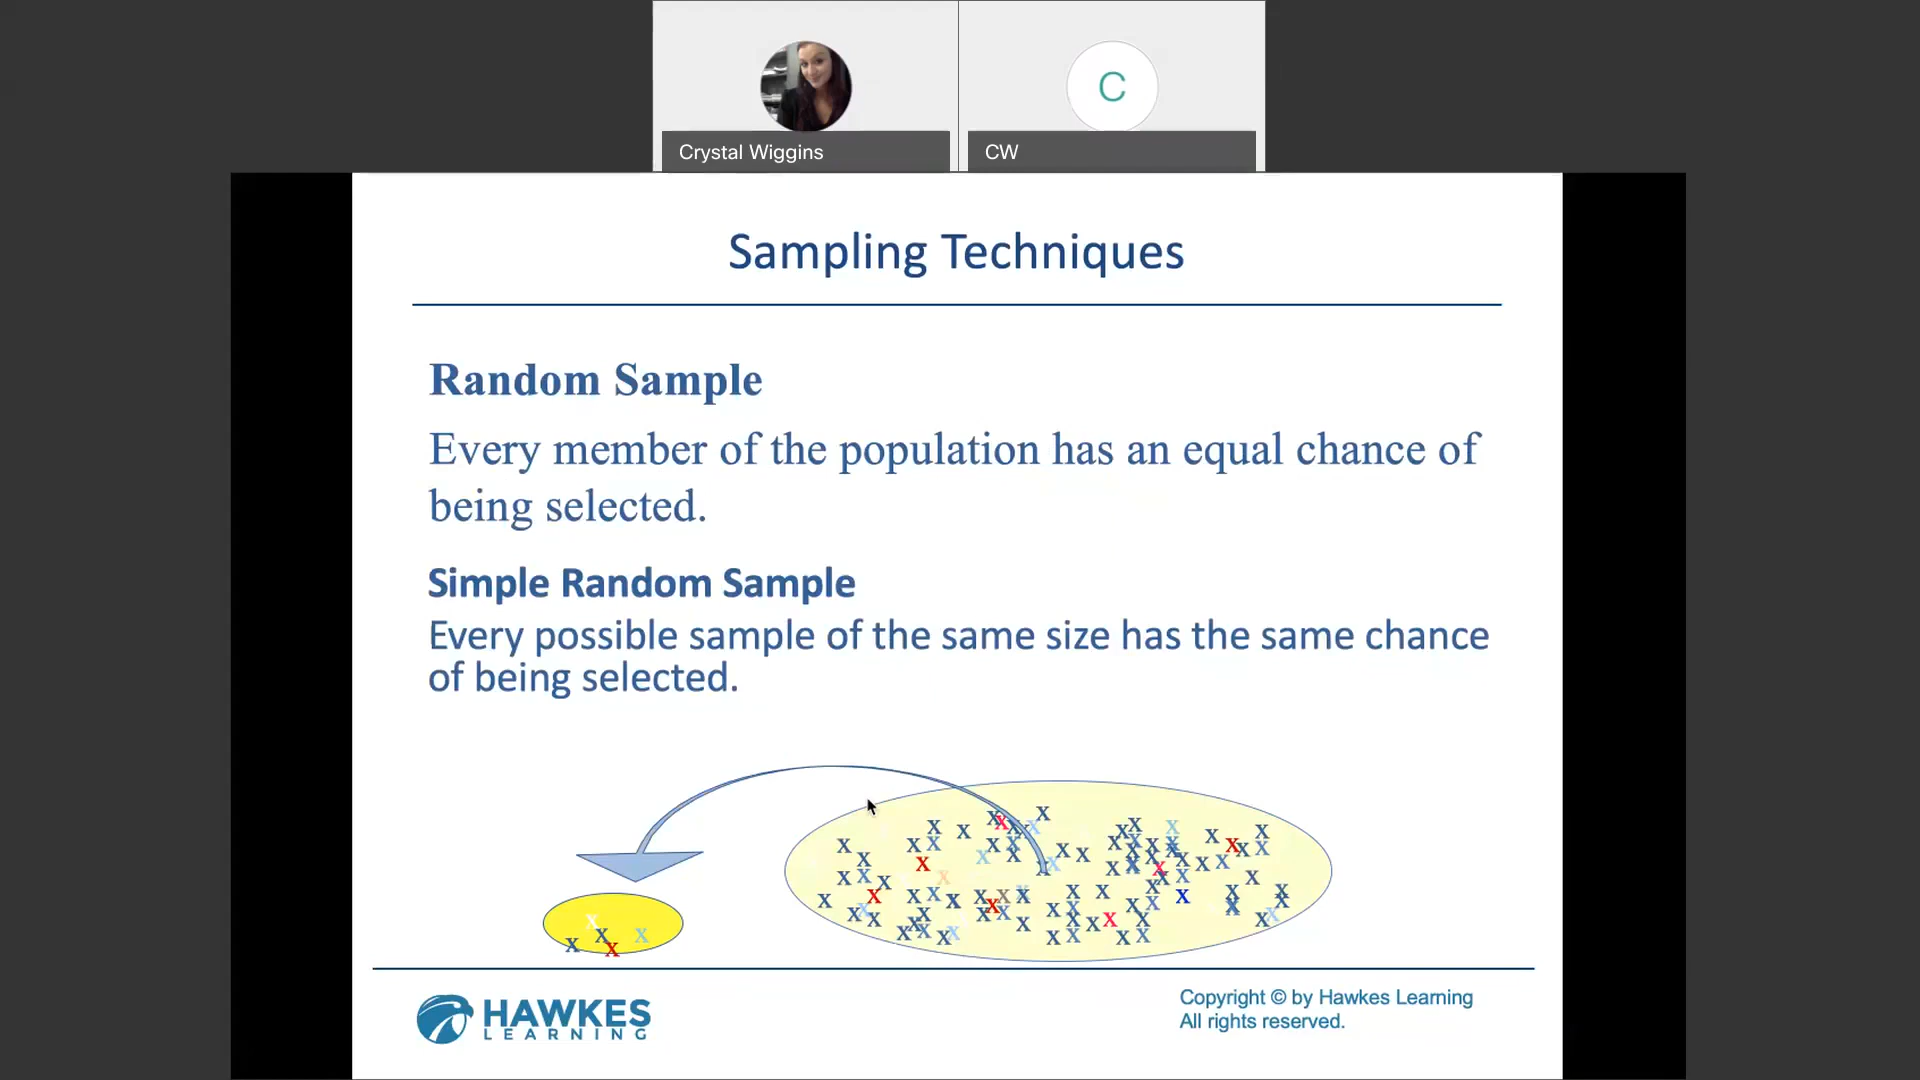 C
Crystal Wiggins
CW
Sampling Techniques
Random Sample
Every member of the population has an equal chance of
being selected.
Simple Random Sample
Every possible sample of the same size has the same chance
of being selected.
HAWKES
LEARNING
Copyright © by Hawkes Learning
All rights reserved.